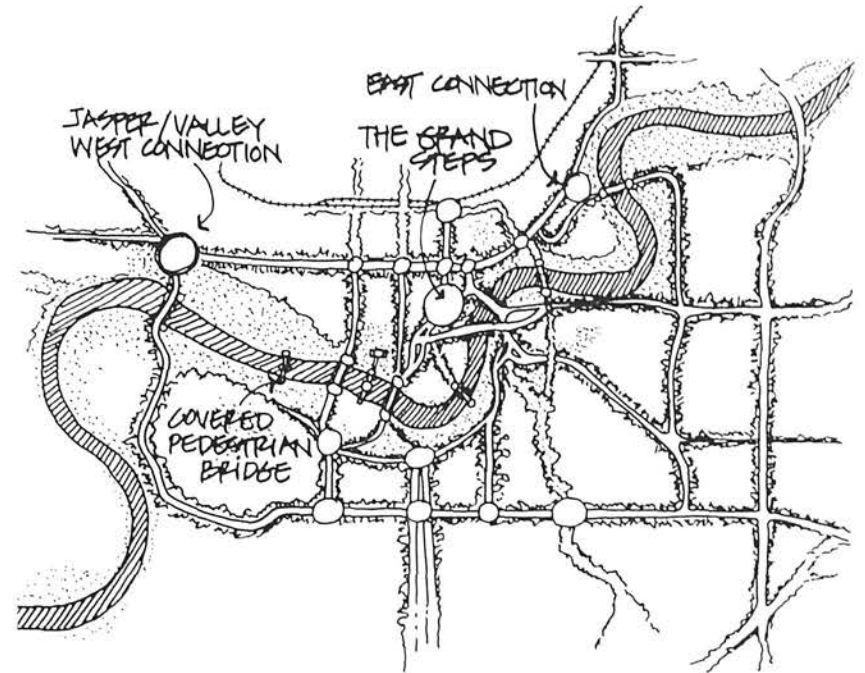 EAST CONNECTION
JASPER/VALLEY
WEST CONNECTION
THE GRAND
STEPS
COVERED
PEDESTRIAN
BRIDGE